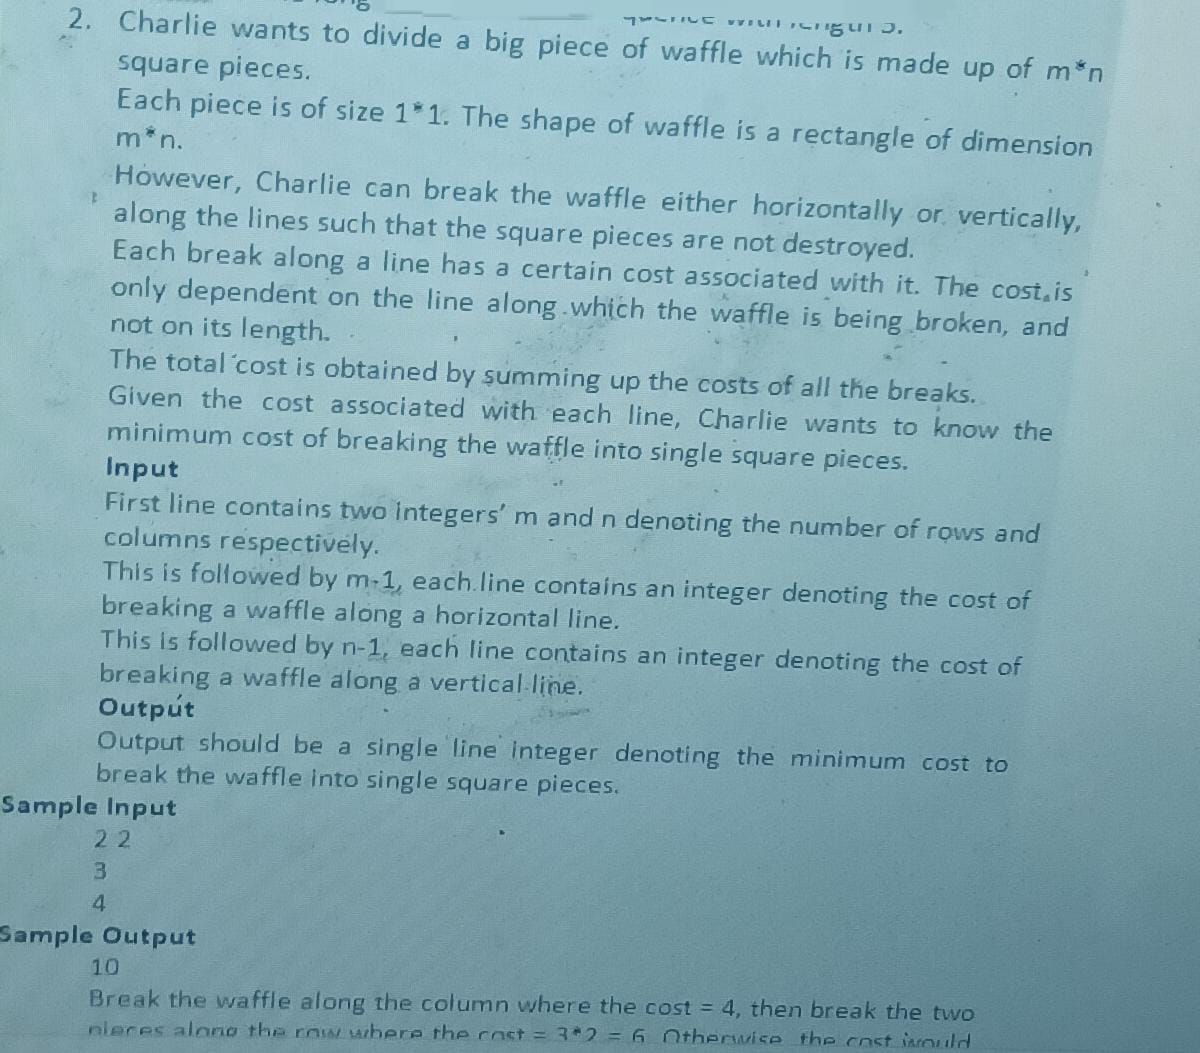 2. Charlie wants to divide a big piece of waffle which is made up of m*n
square pieces.
Each piece is of size 1*1. The shape of waffle is a rectangle of dimension
m*n.
However, Charlie can break the waffle either horizontally or vertically,
along the lines such that the square pieces are not destroyed.
Each break along a line has a certain cost associated with it. The cost is
only dependent on the line along which the waffle is being broken, and
not on its length.
The total cost is obtained by summing up the costs of all the breaks.
Given the cost associated with each line, Charlie wants to know the
minimum cost of breaking the waffle into single square pieces.
Input
First line contains two integers' m and n denoting the number of rows and
columns respectively.
This is followed by m-1, each line contains an integer denoting the cost of
breaking a waffle along a horizontal line.
This is followed by n-1, each line contains an integer denoting the cost of
breaking a waffle along a vertical line.
Output
Output should be a single line integer denoting the minimum cost to
break the waffle into single square pieces.
Sample Input
2 2
3
4
Sample Output
10
Break the waffle along the column where the cost = 4, then break the two
pieces along the row where the cost = 3*2 = 6. Otherwise, the cost would